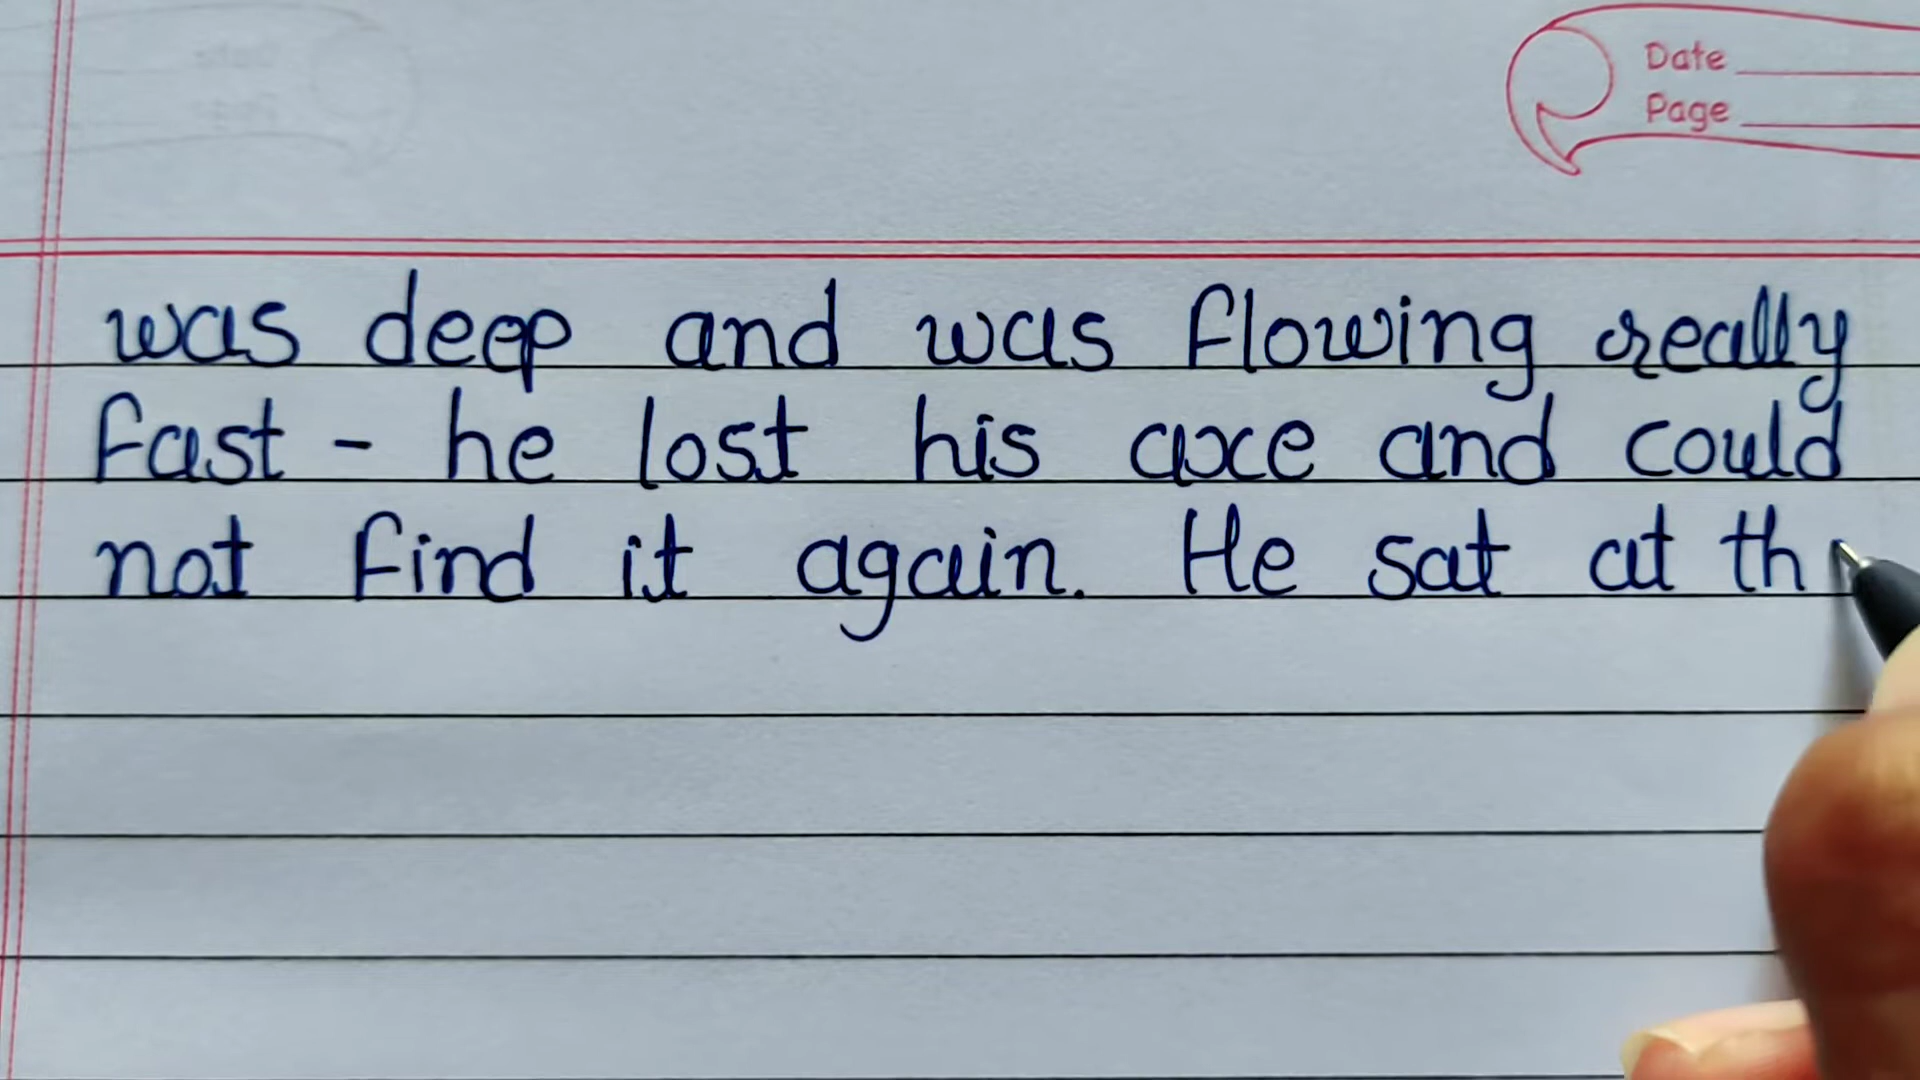 Date
Page
was deep and was flowing really
fast - he lost his axe and could
not find it again. He sat at th